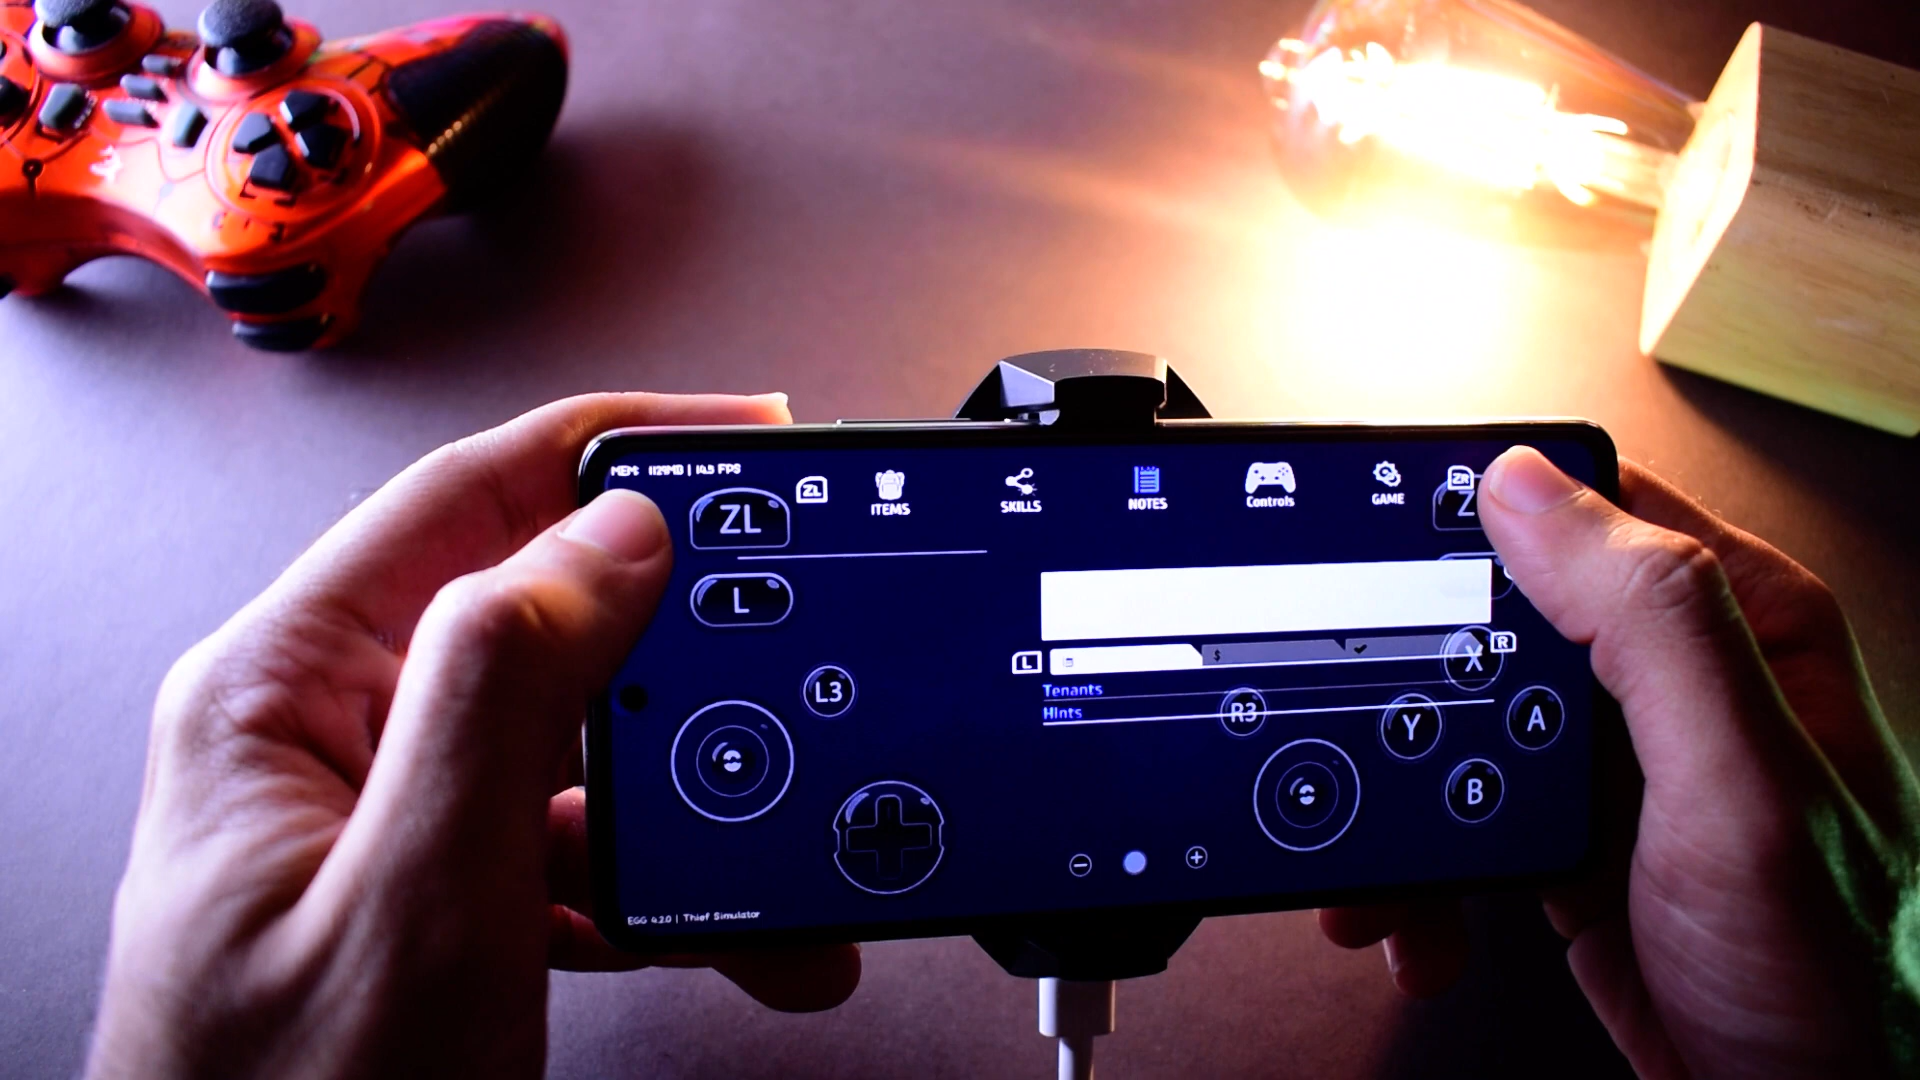 MEM: 1129MB | 14.5 FPS
ZL
ITEMS
SKILLS
NOTES
Controls
GAME
ZR
ZL
Z
L
L
$
R
X
Tenants
Hints
L3
R3
Y
A
B
EGG 4.2.0 | Thief Simulator